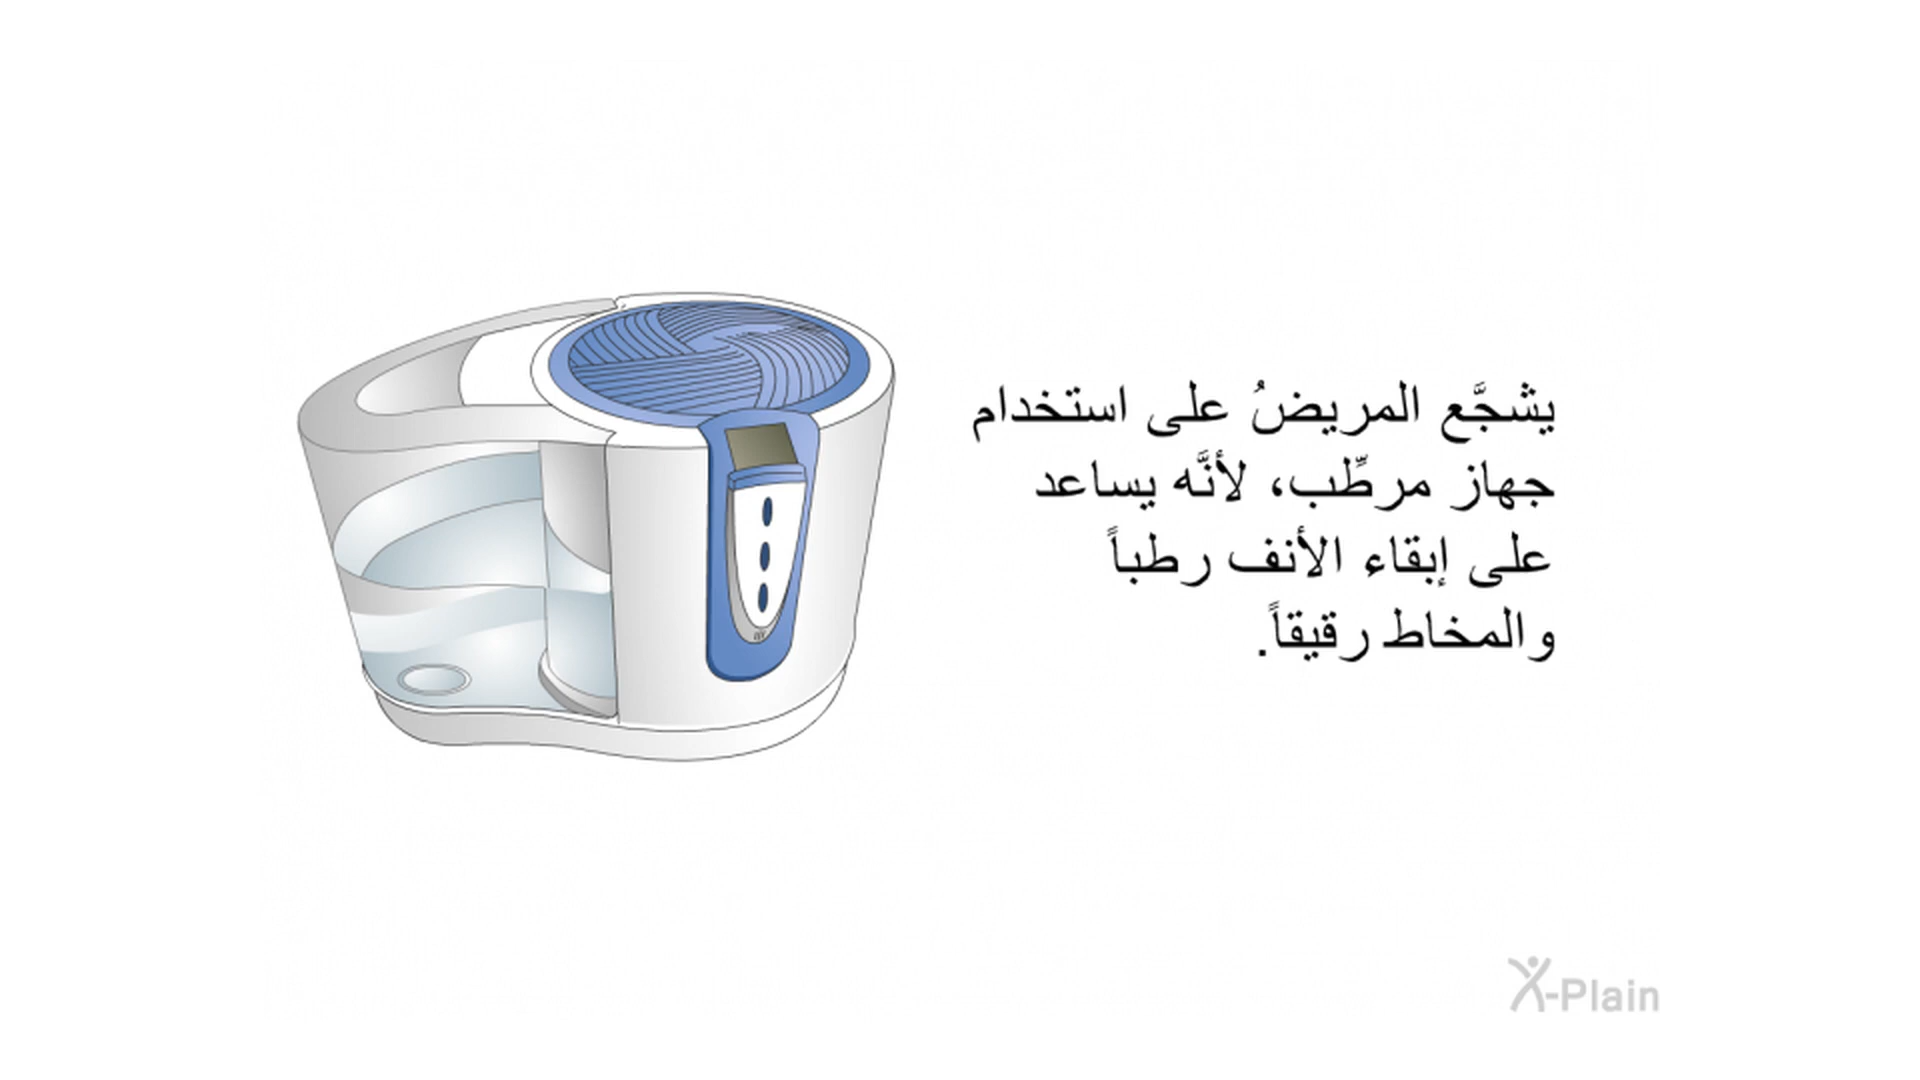 يشجَّع المريضُ على استخدام
جهاز مرطِّب، لأنَّه يساعد
على إبقاء الأنف رطباً
والمخاط رقيقاً.
X-Plain